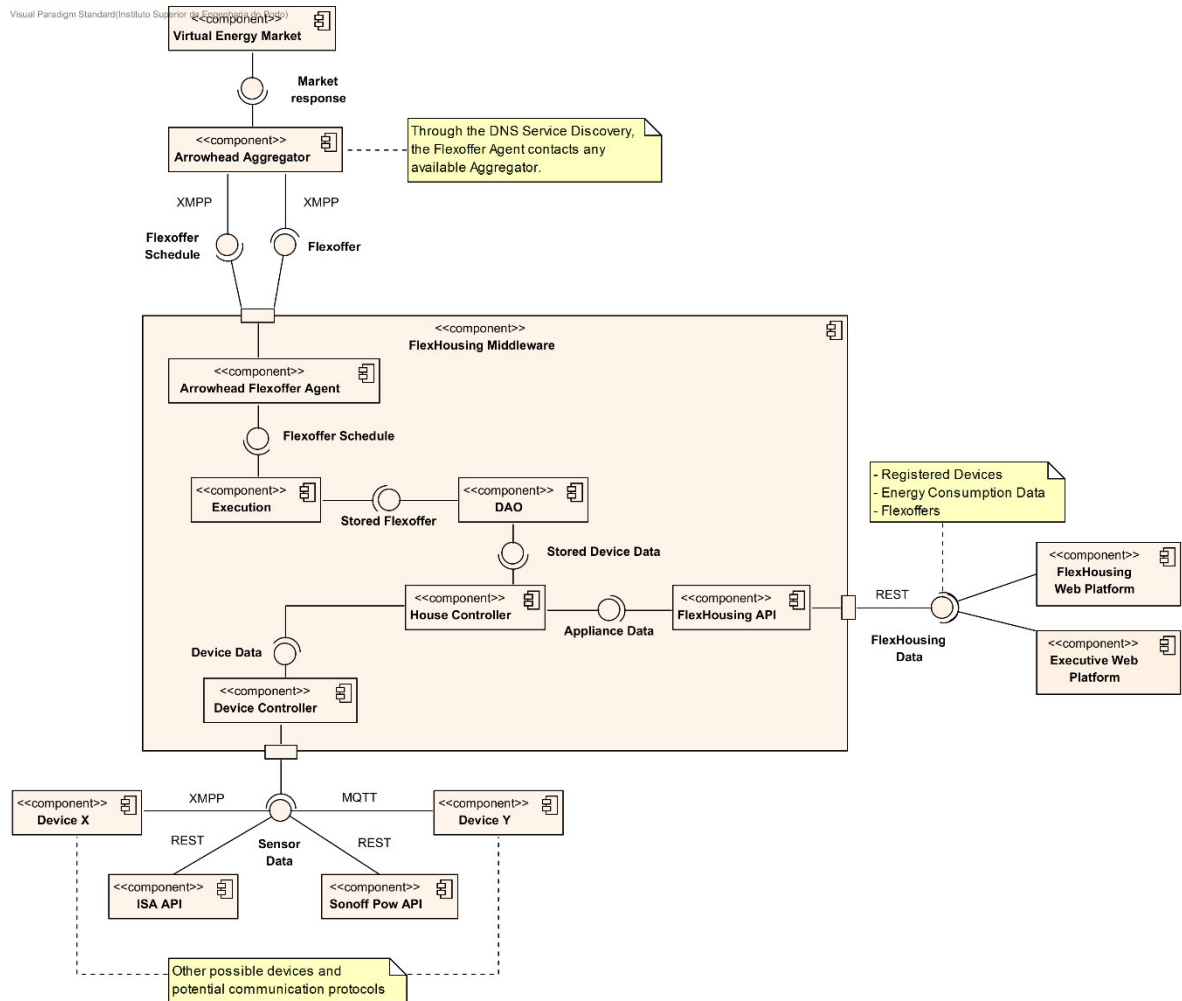 Visual Paradigm Standard(Instituto Superior de Engenharia do Porto)
<<component>>
Virtual Energy Market
Market
response
<<component>>
Arrowhead Aggregator
Through the DNS Service Discovery,
the Flexoffer Agent contacts any
available Aggregator.
XMPP
XMPP
Flexoffer
Schedule
Flexoffer
<<component>>
FlexHousing Middleware
<<component>>
Arrowhead Flexoffer Agent
Flexoffer Schedule
<<component>>
Execution
Stored Flexoffer
<<component>>
DAO
- Registered Devices
- Energy Consumption Data
- Flexoffers
Stored Device Data
<<component>>
House Controller
Appliance Data
<<component>>
FlexHousing API
REST
FlexHousing
Data
<<component>>
FlexHousing
Web Platform
<<component>>
Executive Web
Platform
Device Data
<<component>>
Device Controller
<<component>>
Device X
XMPP
MQTT
<<component>>
Device Y
REST
Sensor
Data
REST
<<component>>
ISA API
<<component>>
Sonoff Pow API
Other possible devices and
potential communication protocols